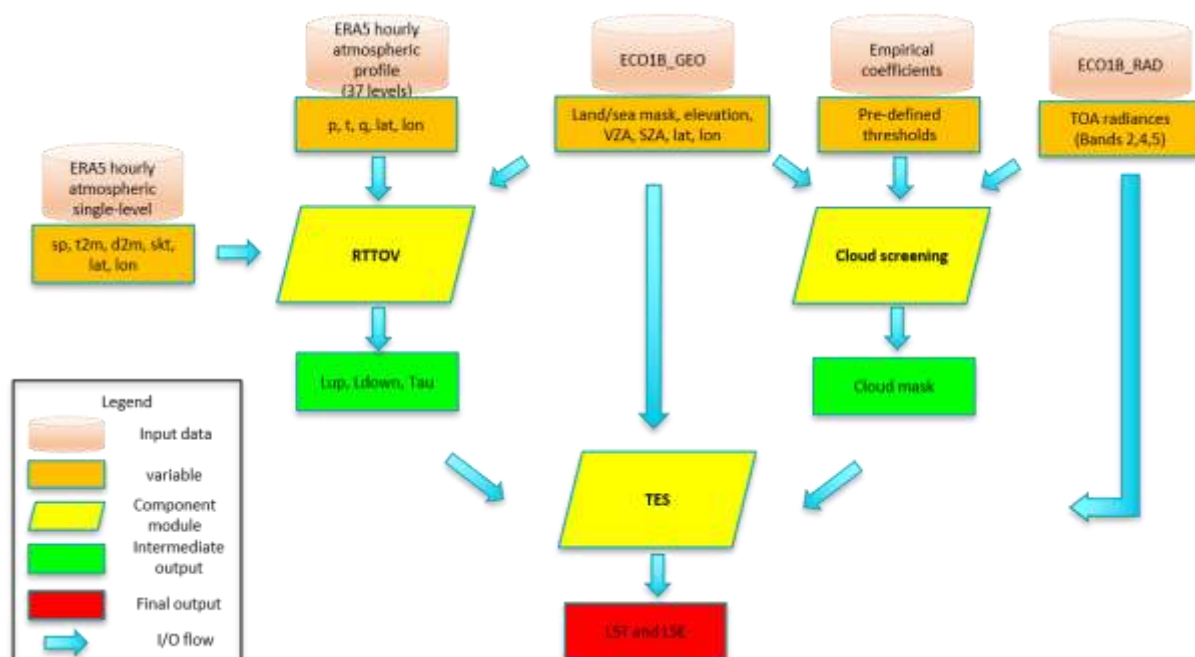 ERA5 hourly
atmospheric
profile
(37 levels)
p, t, q, lat, lon
ECO1B_GEO
Land/sea mask, elevation,
VZA, SZA, lat, lon
Empirical
coefficients
Pre-defined
thresholds
ECO1B_RAD
TOA radiances
(Bands 2,4,5)
ERA5 hourly
atmospheric
single-level
sp, t2m, d2m, skt,
lat, lon
RTTOV
Cloud screening
Lup, Ldown, Tau
Cloud mask
TES
LST and LSE
Legend
Input data
variable
Component
module
Intermediate
output
Final output
I/O flow